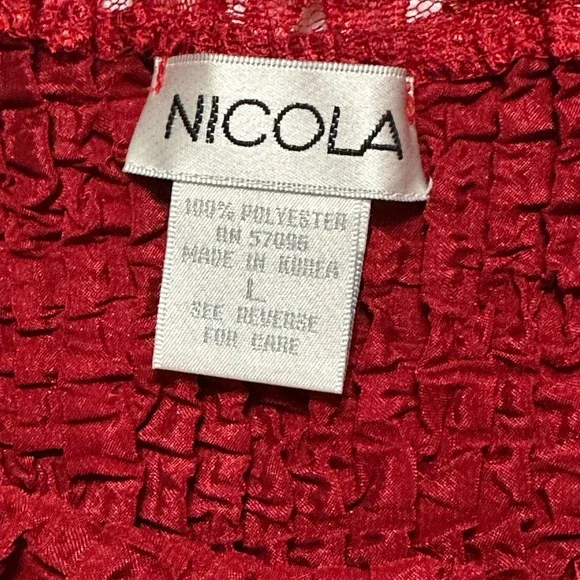 NICOLA
100% POLYESTER
RN 57096
MADE IN KOREA
L
SEE REVERSE
FOR CARE